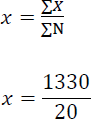 x = ∑X / ∑N
x = 1330 / 20